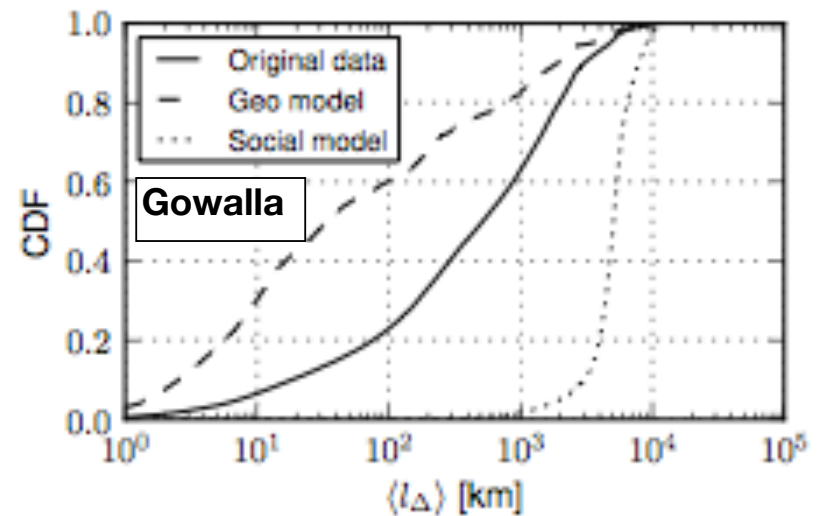 1.0
0.8
0.6
0.4
0.2
0.0
CDF
Original data
Geo model
Social model
Gowalla
10⁰ 10¹ 10² 10³ 10⁴ 10⁵
⟨l_Δ⟩ [km]